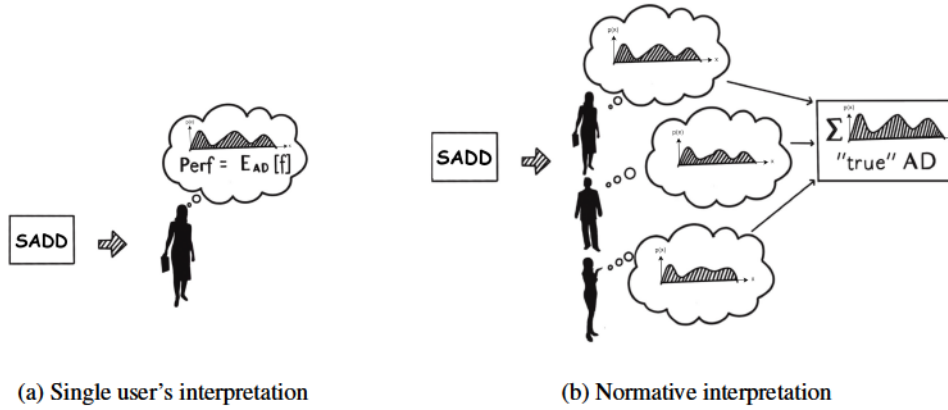 p(x)
x
Perf = E_AD [f]
SADD
(a) Single user's interpretation
p(x)
x
p(x)
x
SADD
p(x)
x
Σ
p(x)
x
"true" AD
(b) Normative interpretation